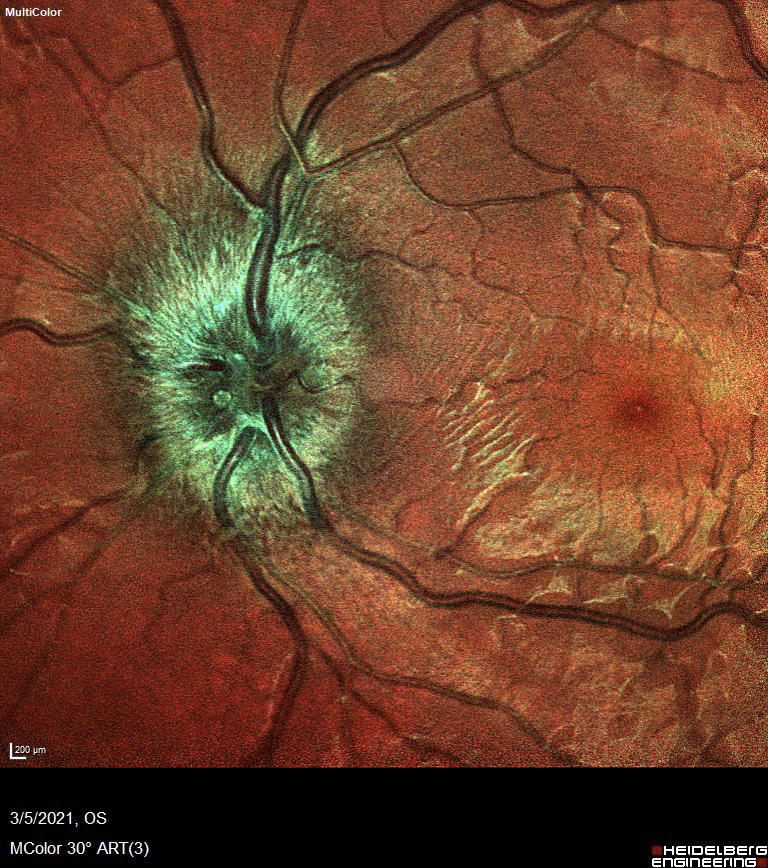 MultiColor
200 µm
3/5/2021, OS
MColor 30° ART(3)
HEIDELBERG
ENGINEERING